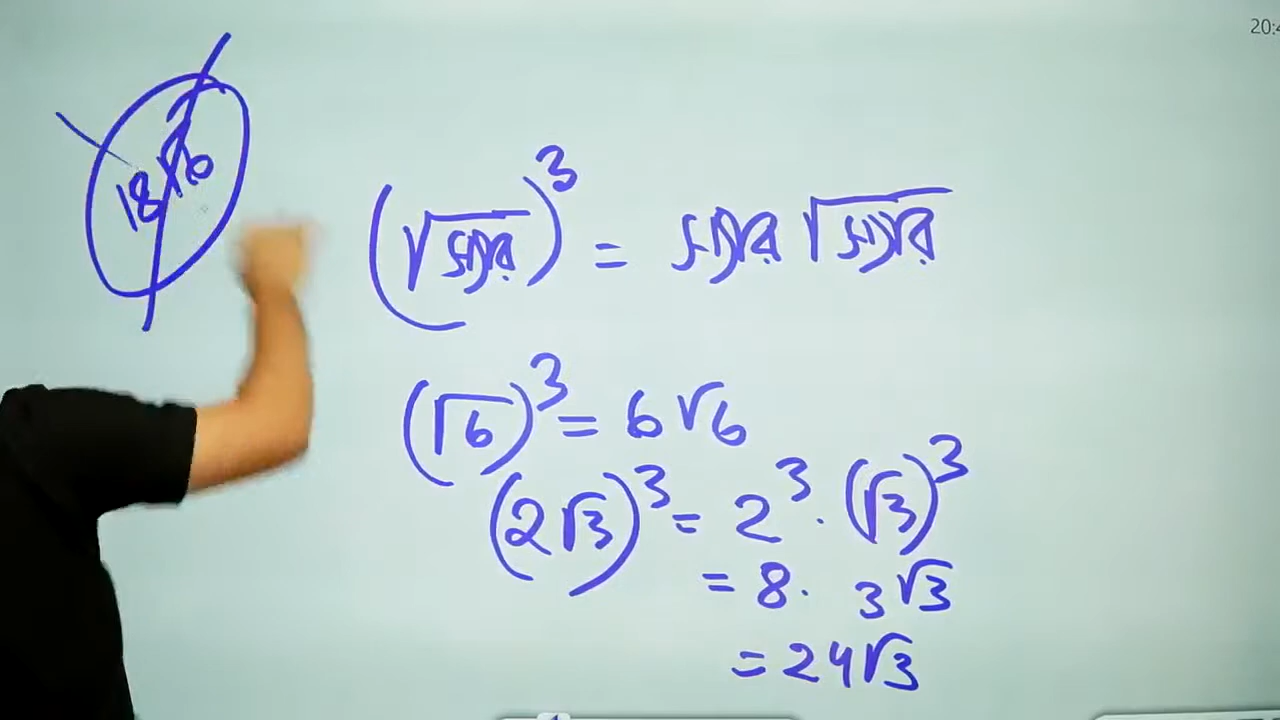 18√6
(√স্যার)³ = স্যার √স্যার
(√6)³ = 6√6
(2√3)³ = 2³ · (√3)³
= 8 · 3√3
= 24√3